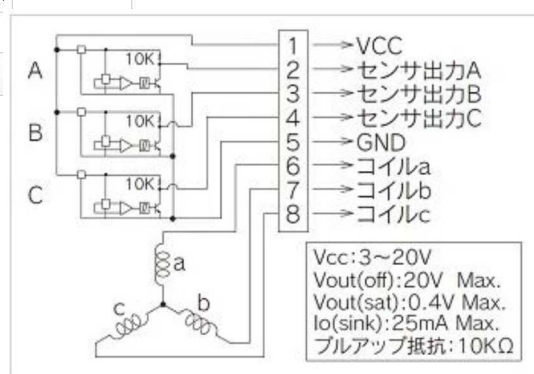 A
10K
B
10K
C
10K
1 VCC
2 センサ出力A
3 センサ出力B
4 センサ出力C
5 GND
6 コイルa
7 コイルb
8 コイルc
a
c
b
Vcc:3～20V
Vout(off):20V Max.
Vout(sat):0.4V Max.
Io(sink):25mA Max.
プルアップ抵抗:10KΩ